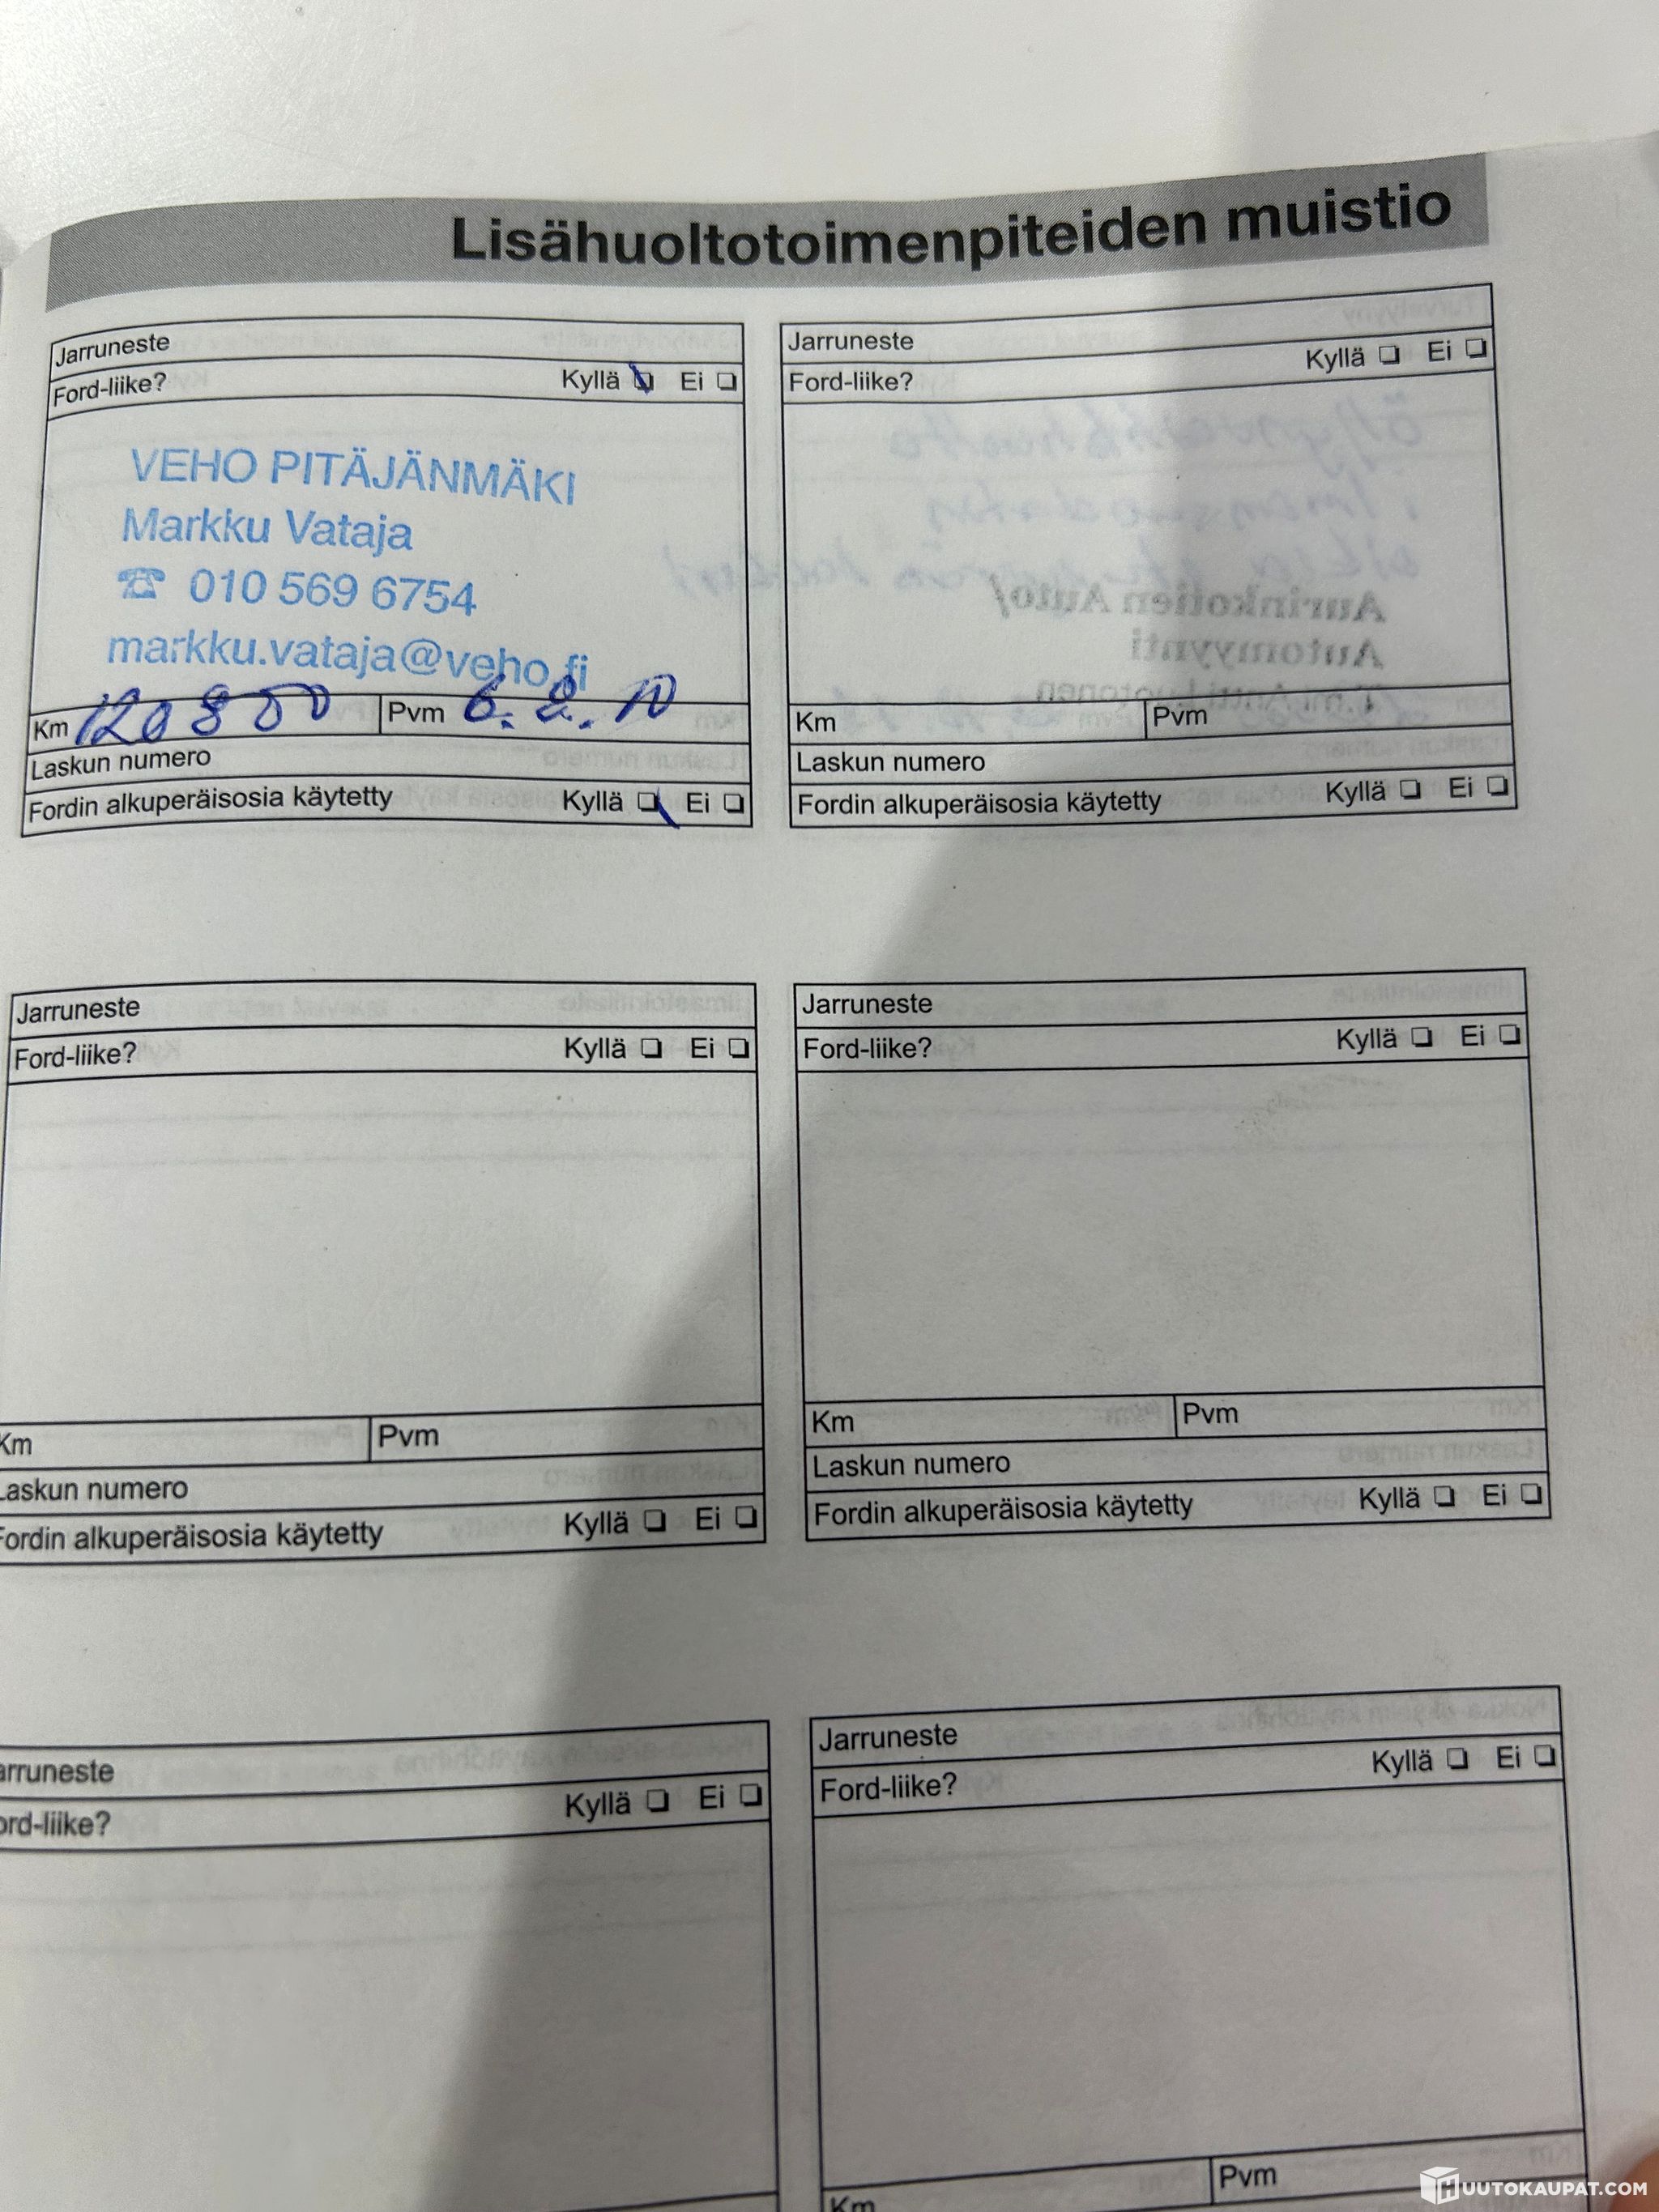 Lisähuoltotoimenpiteiden muistio
Jarruneste
Ford-liike? Kyllä Ei
VEHO PITÄJÄNMÄKI
Markku Vataja
☎ 010 569 6754
markku.vataja@veho.fi
Km 120800 Pvm 6.8.10
Laskun numero
Fordin alkuperäisosia käytetty Kyllä Ei
Jarruneste
Ford-liike? Kyllä Ei
Km Pvm
Laskun numero
Fordin alkuperäisosia käytetty Kyllä Ei
Jarruneste
Ford-liike? Kyllä Ei
Km Pvm
Laskun numero
Fordin alkuperäisosia käytetty Kyllä Ei
Jarruneste
Ford-liike? Kyllä Ei
Km Pvm
Laskun numero
Fordin alkuperäisosia käytetty Kyllä Ei
arruneste
ord-liike? Kyllä Ei
Jarruneste
Ford-liike? Kyllä Ei
Km Pvm
HUUTOKAUPAT.COM